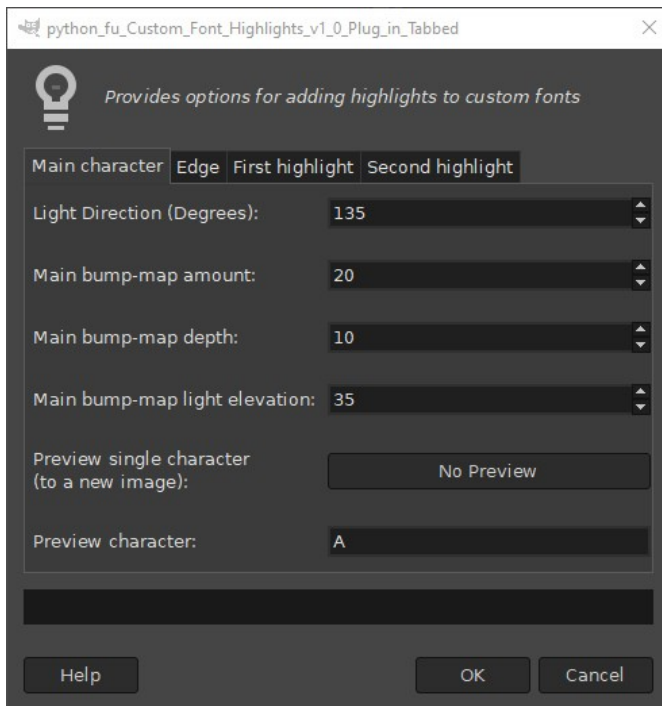 python_fu_Custom_Font_Highlights_v1_0_Plug_in_Tabbed
Provides options for adding highlights to custom fonts
Main character Edge First highlight Second highlight
Light Direction (Degrees): 135
Main bump-map amount: 20
Main bump-map depth: 10
Main bump-map light elevation: 35
Preview single character
(to a new image): No Preview
Preview character: A
Help OK Cancel